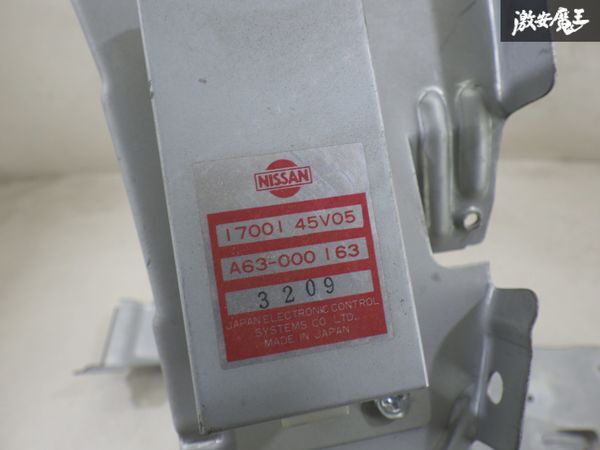 激安魔王
NISSAN
17001 45V05
A63-000 163
3209
JAPAN ELECTRONIC CONTROL
SYSTEMS CO LTD.
MADE IN JAPAN